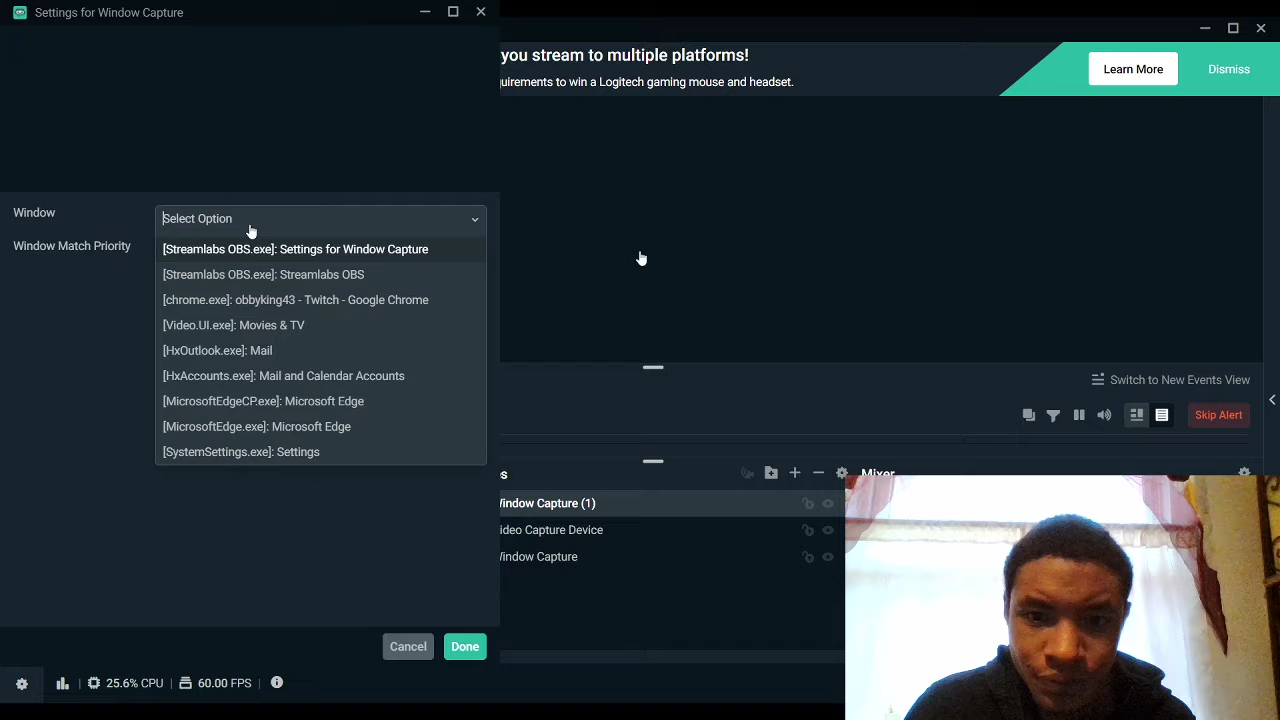 Settings for Window Capture
you stream to multiple platforms!
quirements to win a Logitech gaming mouse and headset.
Learn More
Dismiss
Window
Select Option
Window Match Priority
[Streamlabs OBS.exe]: Settings for Window Capture
[Streamlabs OBS.exe]: Streamlabs OBS
[chrome.exe]: obbyking43 - Twitch - Google Chrome
[Video.UI.exe]: Movies & TV
[HxOutlook.exe]: Mail
[HxAccounts.exe]: Mail and Calendar Accounts
[MicrosoftEdgeCP.exe]: Microsoft Edge
[MicrosoftEdge.exe]: Microsoft Edge
[SystemSettings.exe]: Settings
Switch to New Events View
Skip Alert
es
Mixer
Window Capture (1)
Video Capture Device
Window Capture
Cancel
Done
25.6% CPU
60.00 FPS